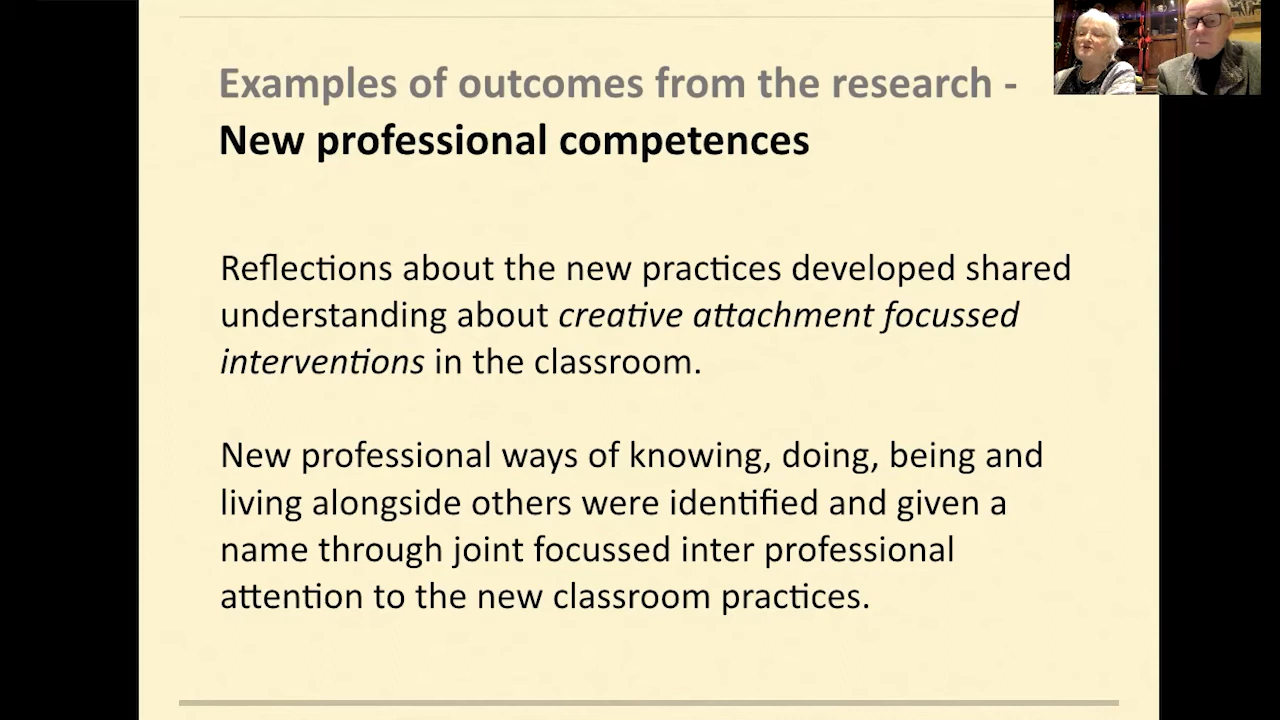 Examples of outcomes from the research -
New professional competences
Reflections about the new practices developed shared
understanding about creative attachment focussed
interventions in the classroom.
New professional ways of knowing, doing, being and
living alongside others were identified and given a
name through joint focussed inter professional
attention to the new classroom practices.